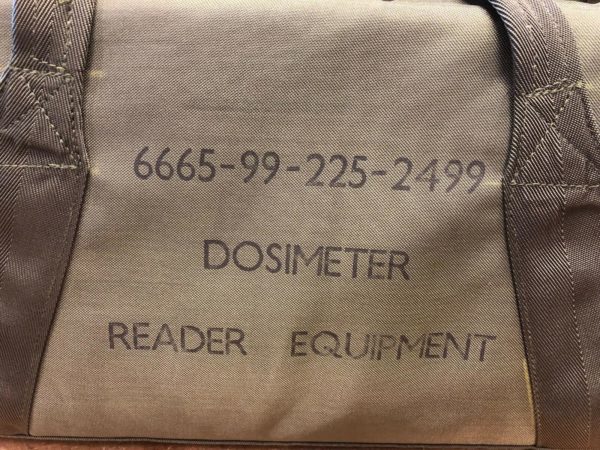 6665-99-225-2499
DOSIMETER
READER EQUIPMENT